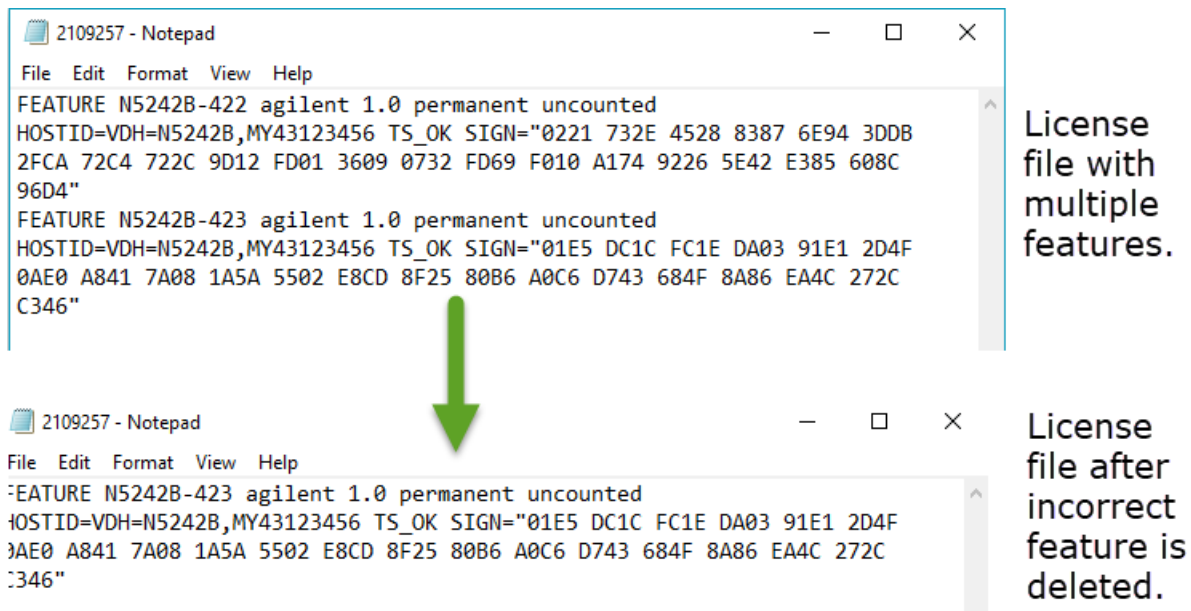 2109257 - Notepad
File Edit Format View Help
FEATURE N5242B-422 agilent 1.0 permanent uncounted
HOSTID=VDH=N5242B,MY43123456 TS_OK SIGN="0221 732E 4528 8387 6E94 3DDB
2FCA 72C4 722C 9D12 FD01 3609 0732 FD69 F010 A174 9226 5E42 E385 608C
96D4"
FEATURE N5242B-423 agilent 1.0 permanent uncounted
HOSTID=VDH=N5242B,MY43123456 TS_OK SIGN="01E5 DC1C FC1E DA03 91E1 2D4F
0AE0 A841 7A08 1A5A 5502 E8CD 8F25 80B6 A0C6 D743 684F 8A86 EA4C 272C
C346"
License
file with
multiple
features.
2109257 - Notepad
File Edit Format View Help
FEATURE N5242B-423 agilent 1.0 permanent uncounted
HOSTID=VDH=N5242B,MY43123456 TS_OK SIGN="01E5 DC1C FC1E DA03 91E1 2D4F
0AE0 A841 7A08 1A5A 5502 E8CD 8F25 80B6 A0C6 D743 684F 8A86 EA4C 272C
C346"
License
file after
incorrect
feature is
deleted.